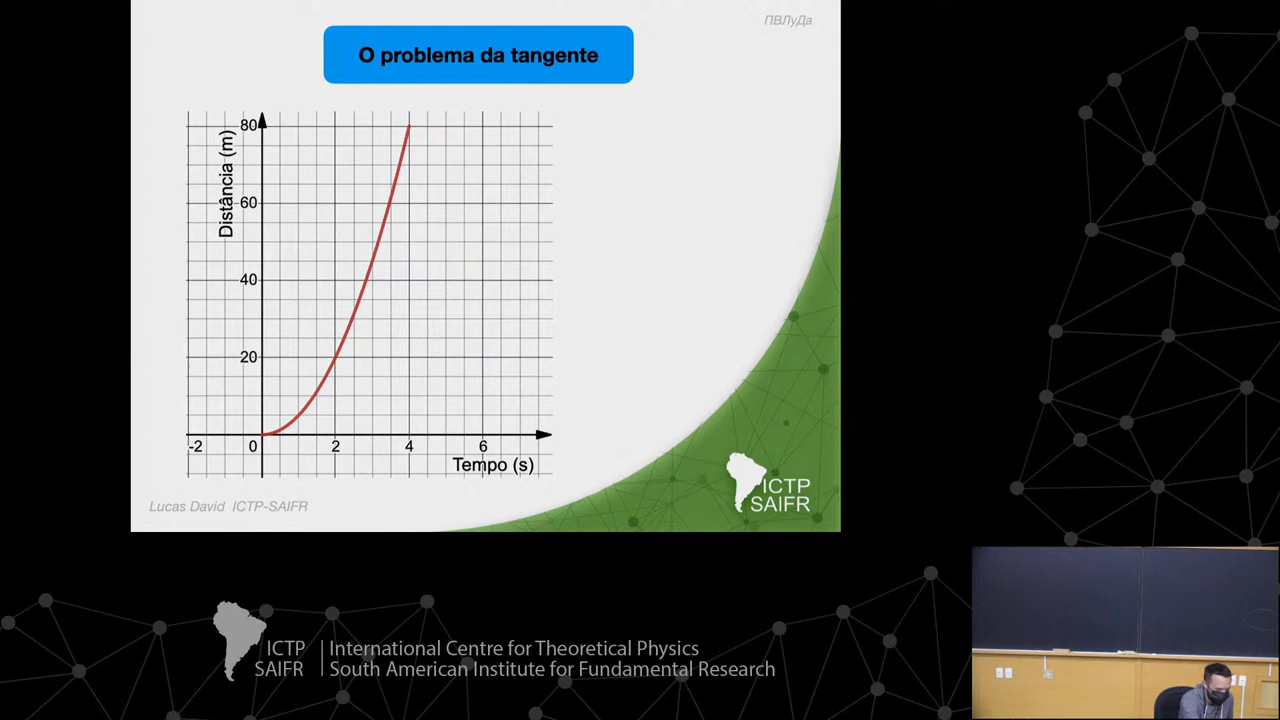 ПВЛуДа
O problema da tangente
Distância (m)
80
60
40
20
-2
0
2
4
6
Tempo (s)
Lucas David ICTP-SAIFR
ICTP
SAIFR
ICTP
SAIFR
International Centre for Theoretical Physics
South American Institute for Fundamental Research